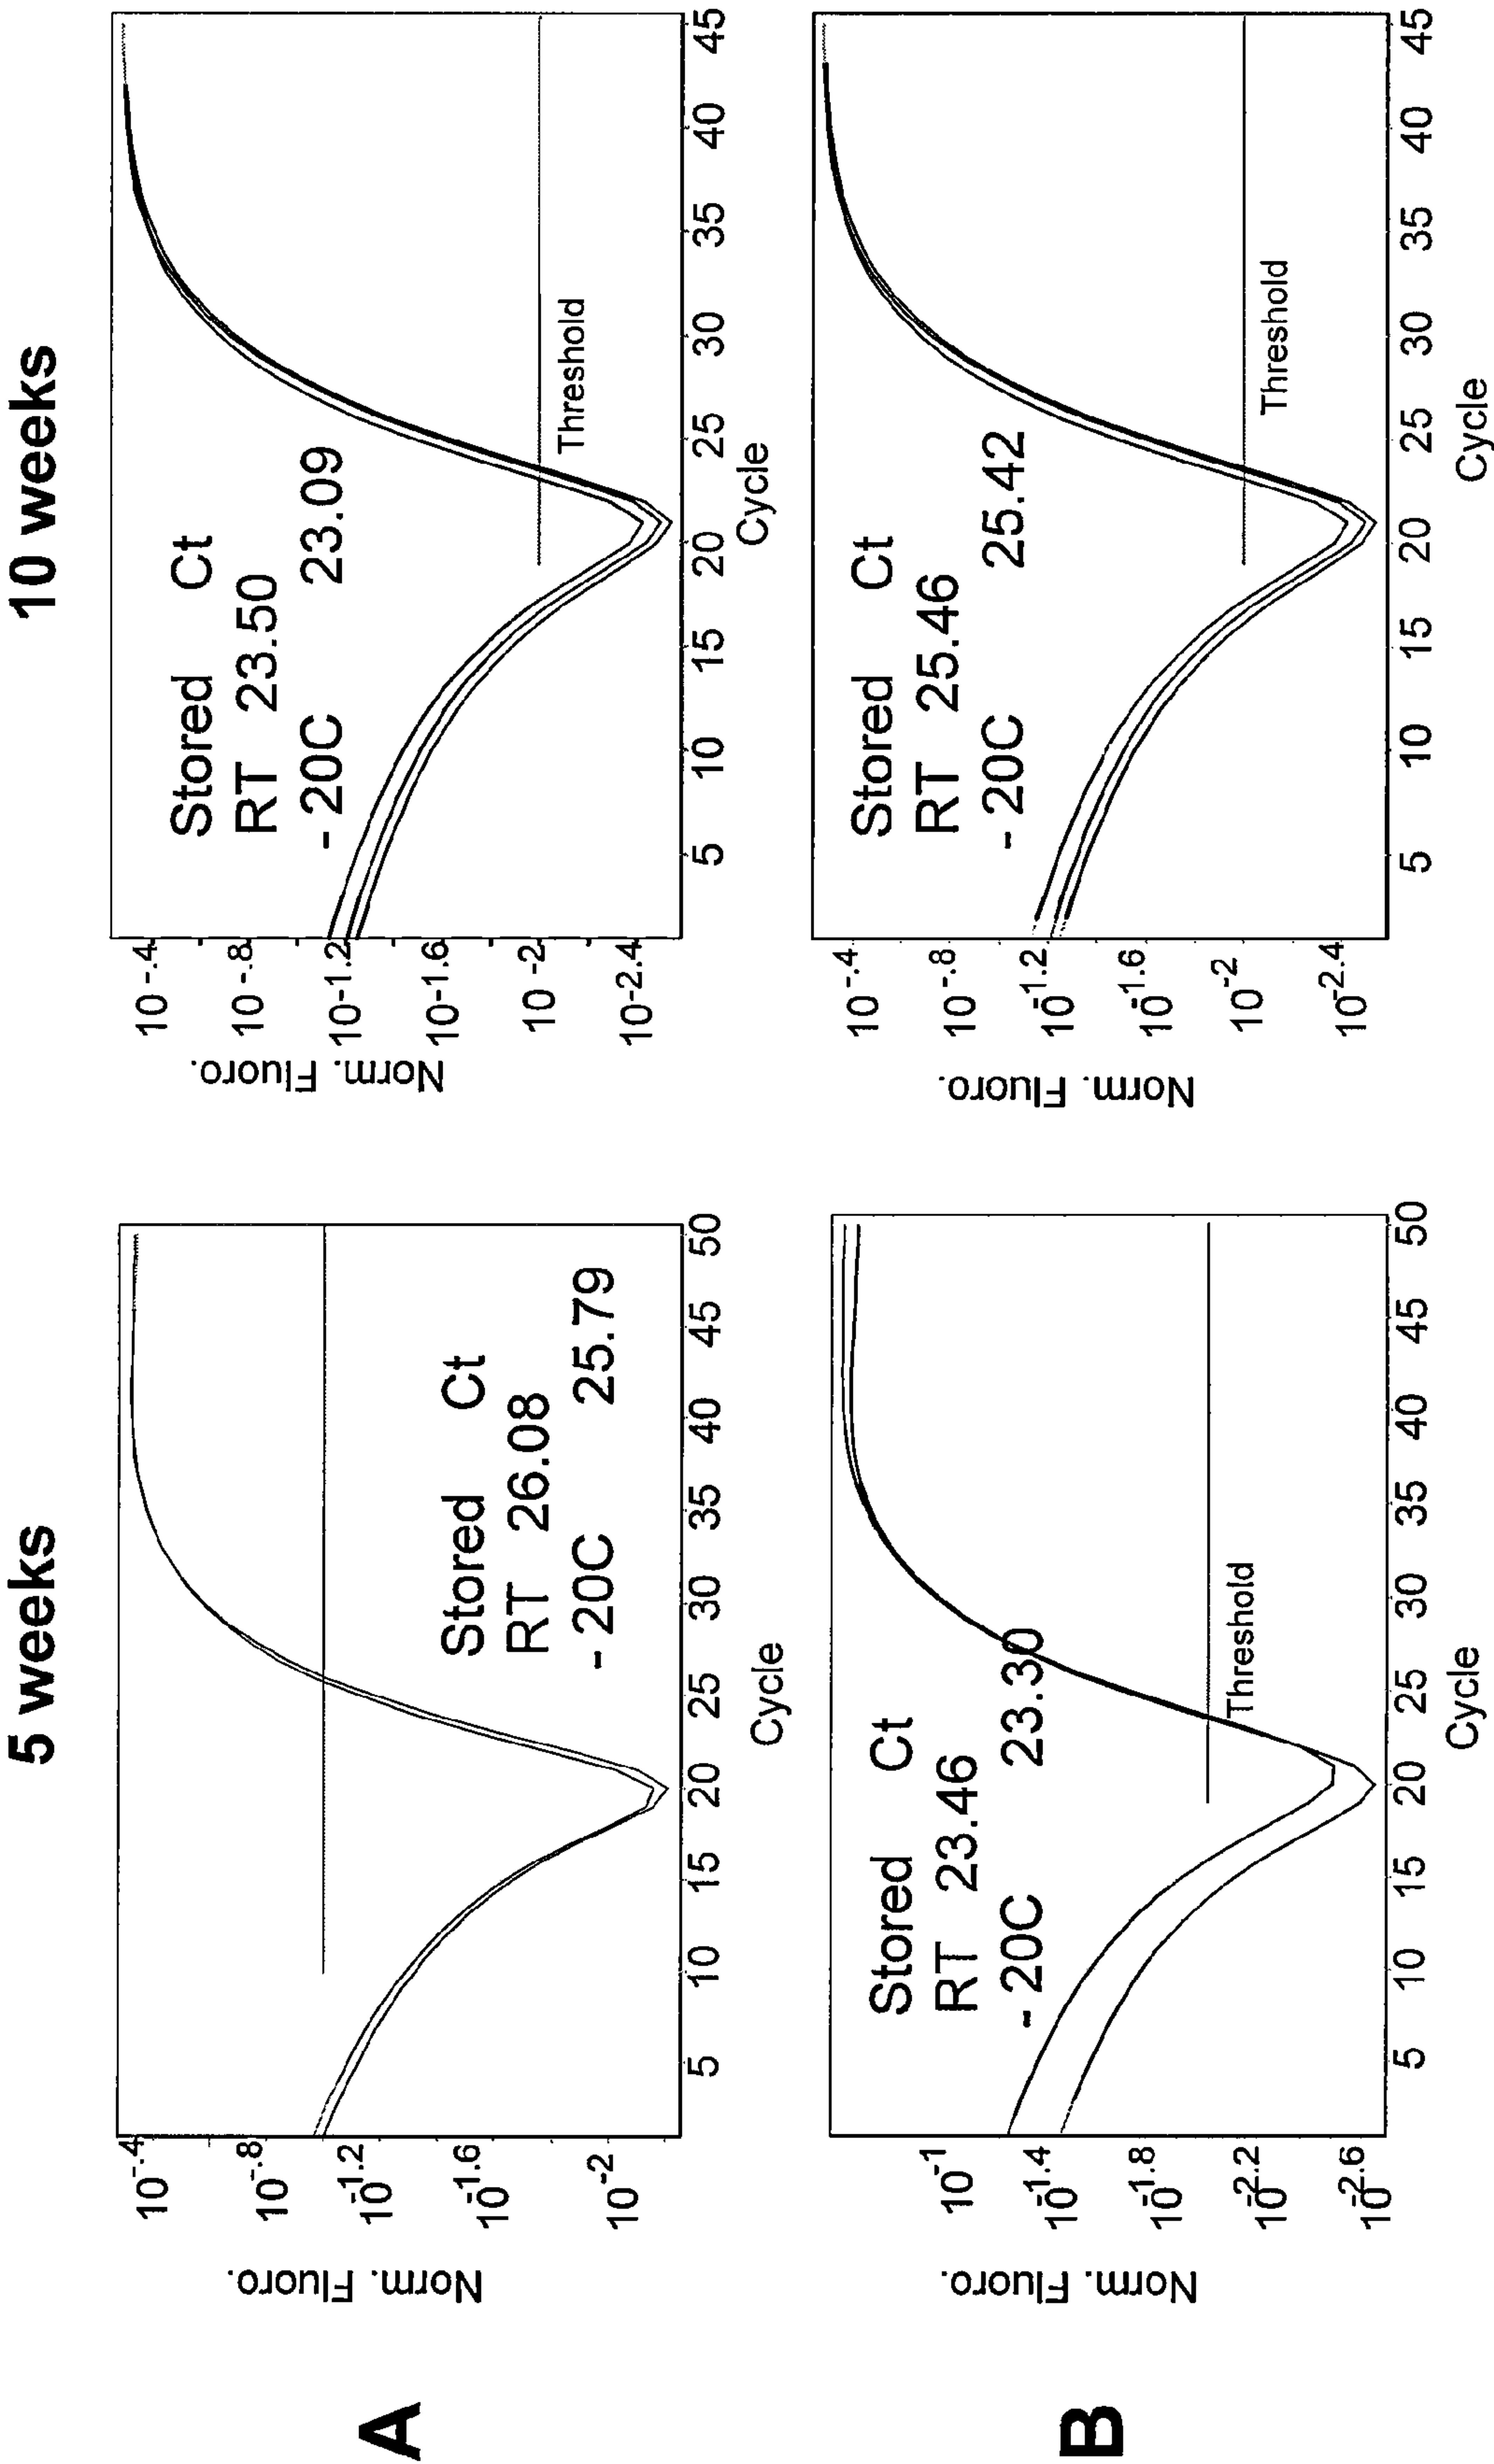 5 weeks
10 weeks
A
Norm. Fluoro.
10-.4
10-.8
10-1.2
10-1.6
10-2
Stored Ct
RT 26.08
- 20C 25.79
5 10 15 20 25 30 35 40 45 50
Cycle
Norm. Fluoro.
10-.4
10-.8
10-1.2
10-1.6
10-2
10-2.4
Stored Ct
RT 23.50
- 20C 23.09
Threshold
5 10 15 20 25 30 35 40 45
Cycle
B
Norm. Fluoro.
10-1
10-1.4
10-1.8
10-2.2
10-2.6
Stored Ct
RT 23.46
- 20C 23.30
Threshold
5 10 15 20 25 30 35 40 45 50
Cycle
Norm. Fluoro.
10-.4
10-.8
10-1.2
10-1.6
10-2
10-2.4
Stored Ct
RT 25.46
- 20C 25.42
Threshold
5 10 15 20 25 30 35 40 45
Cycle